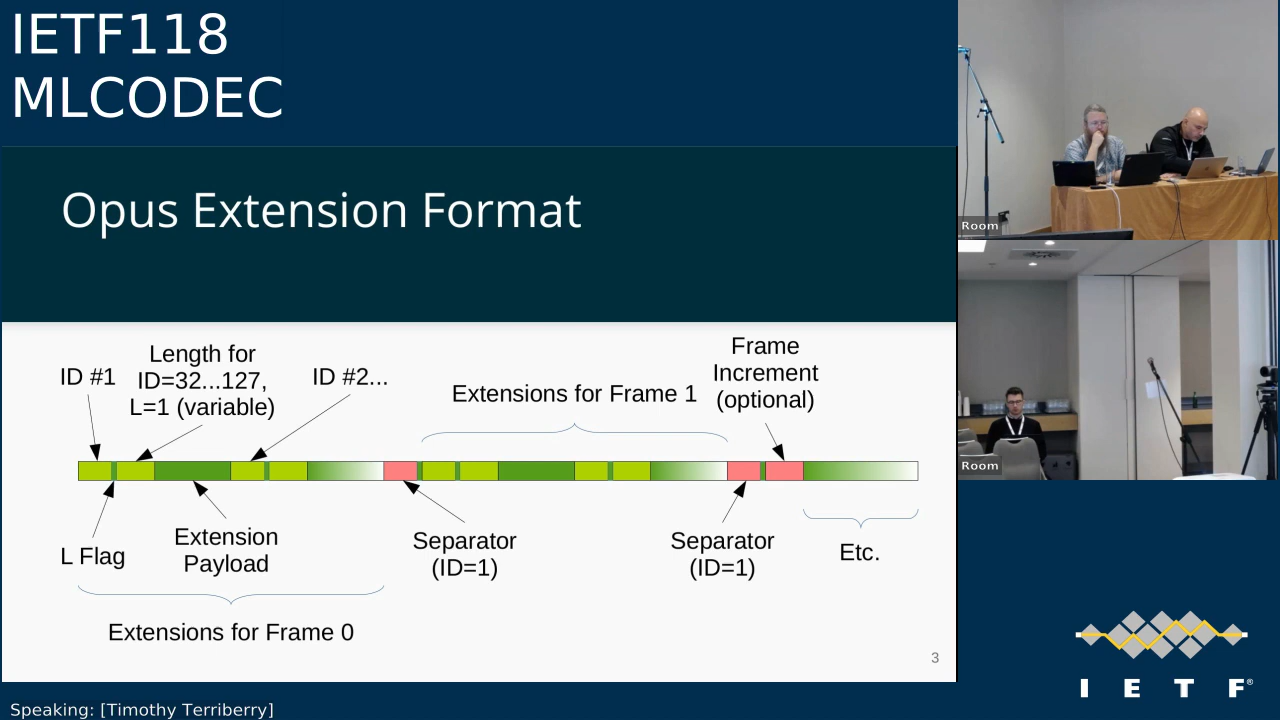 IETF118
MLCODEC
Opus Extension Format
ID #1
Length for
ID=32...127,
L=1 (variable)
ID #2...
Extensions for Frame 1
Frame
Increment
(optional)
L Flag
Extension
Payload
Separator
(ID=1)
Separator
(ID=1)
Etc.
Extensions for Frame 0
3
Room
Room
I E T F®
Speaking: [Timothy Terriberry]